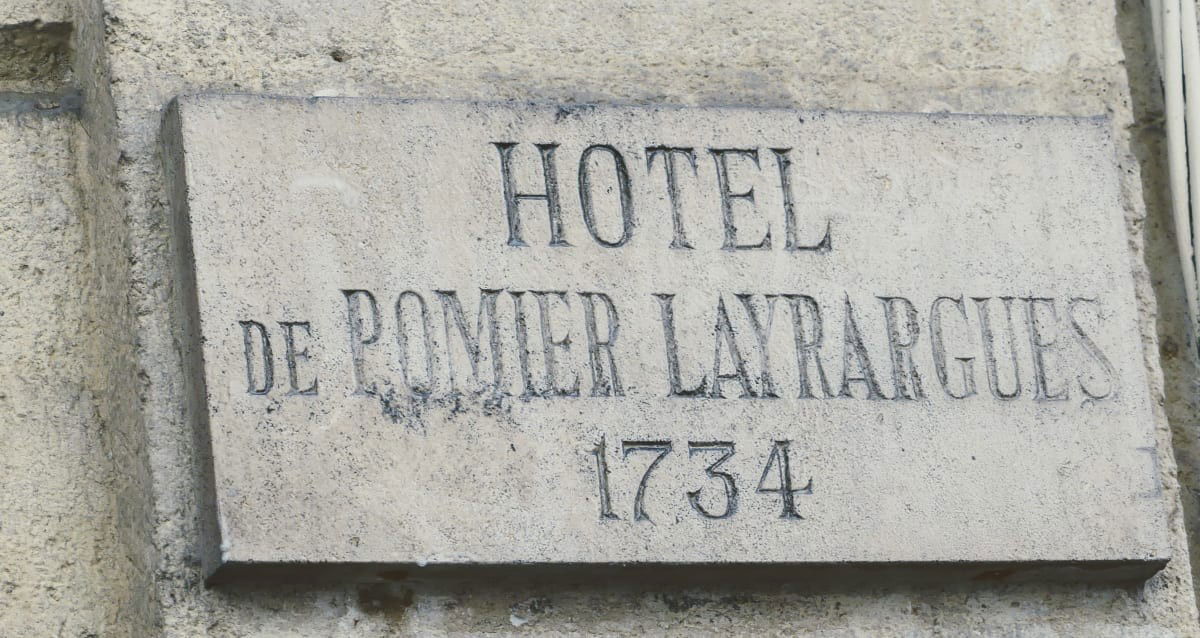 HOTEL
DE POMIER LAYRARGUES
1734